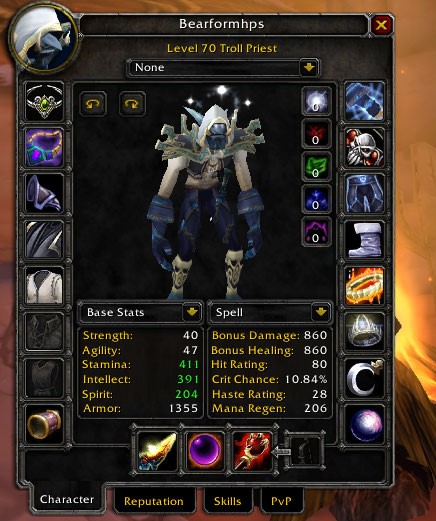 Bearformhps
Level 70 Troll Priest
None
0
0
0
0
0
Base Stats
Strength: 40
Agility: 47
Stamina: 411
Intellect: 391
Spirit: 204
Armor: 1355
Spell
Bonus Damage: 860
Bonus Healing: 860
Hit Rating: 80
Crit Chance: 10.84%
Haste Rating: 28
Mana Regen: 206
Character Reputation Skills PvP